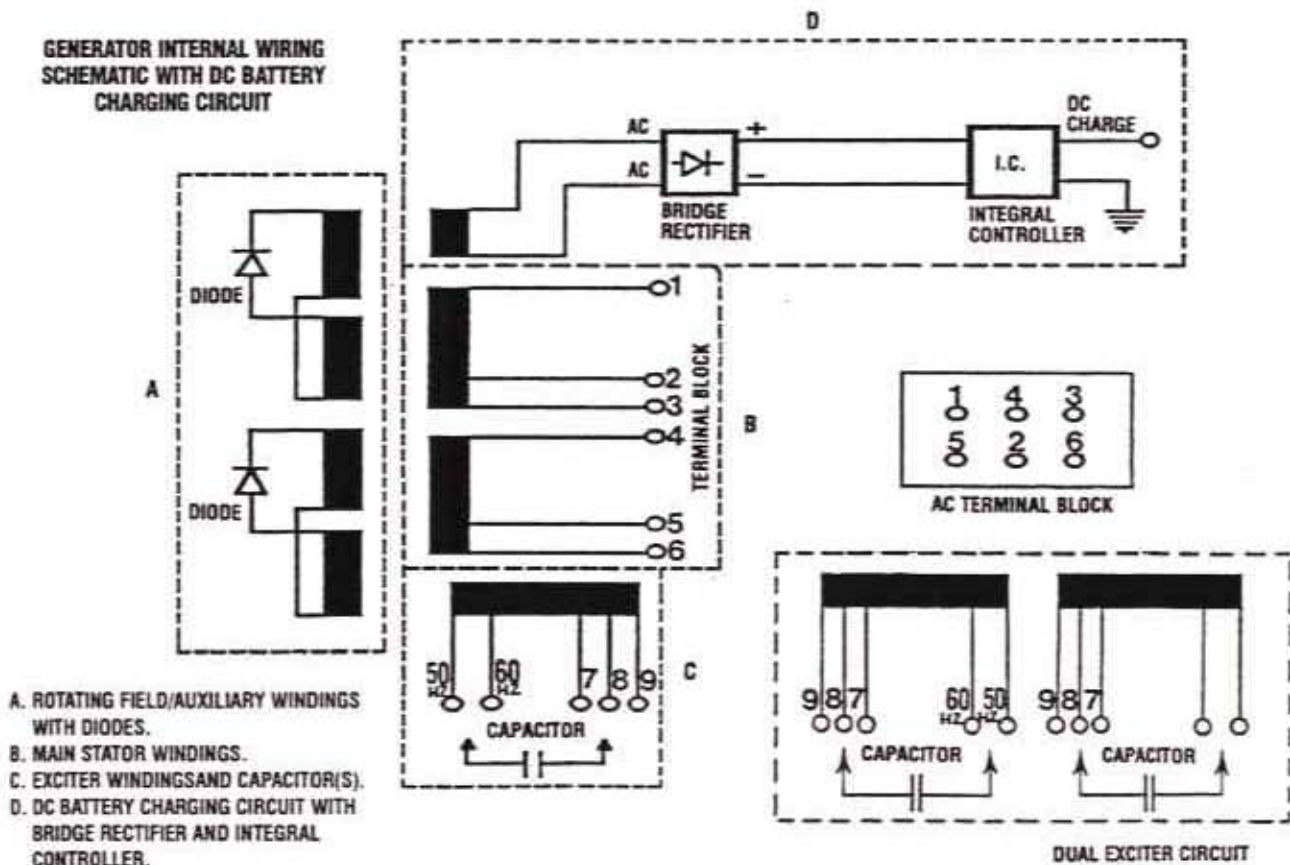 GENERATOR INTERNAL WIRING
SCHEMATIC WITH DC BATTERY
CHARGING CIRCUIT
D
AC
AC
+
−
BRIDGE
RECTIFIER
I.C.
INTEGRAL
CONTROLLER
DC
CHARGE
A
DIODE
DIODE
1
2
3
4
5
6
TERMINAL BLOCK
B
1 4 3
5 2 6
AC TERMINAL BLOCK
50 HZ
60 HZ
7 8 9
CAPACITOR
C
9 8 7
60 HZ
50 HZ
CAPACITOR
9 8 7
CAPACITOR
DUAL EXCITER CIRCUIT
A. ROTATING FIELD/AUXILIARY WINDINGS
WITH DIODES.
B. MAIN STATOR WINDINGS.
C. EXCITER WINDINGSAND CAPACITOR(S).
D. DC BATTERY CHARGING CIRCUIT WITH
BRIDGE RECTIFIER AND INTEGRAL
CONTROLLER.